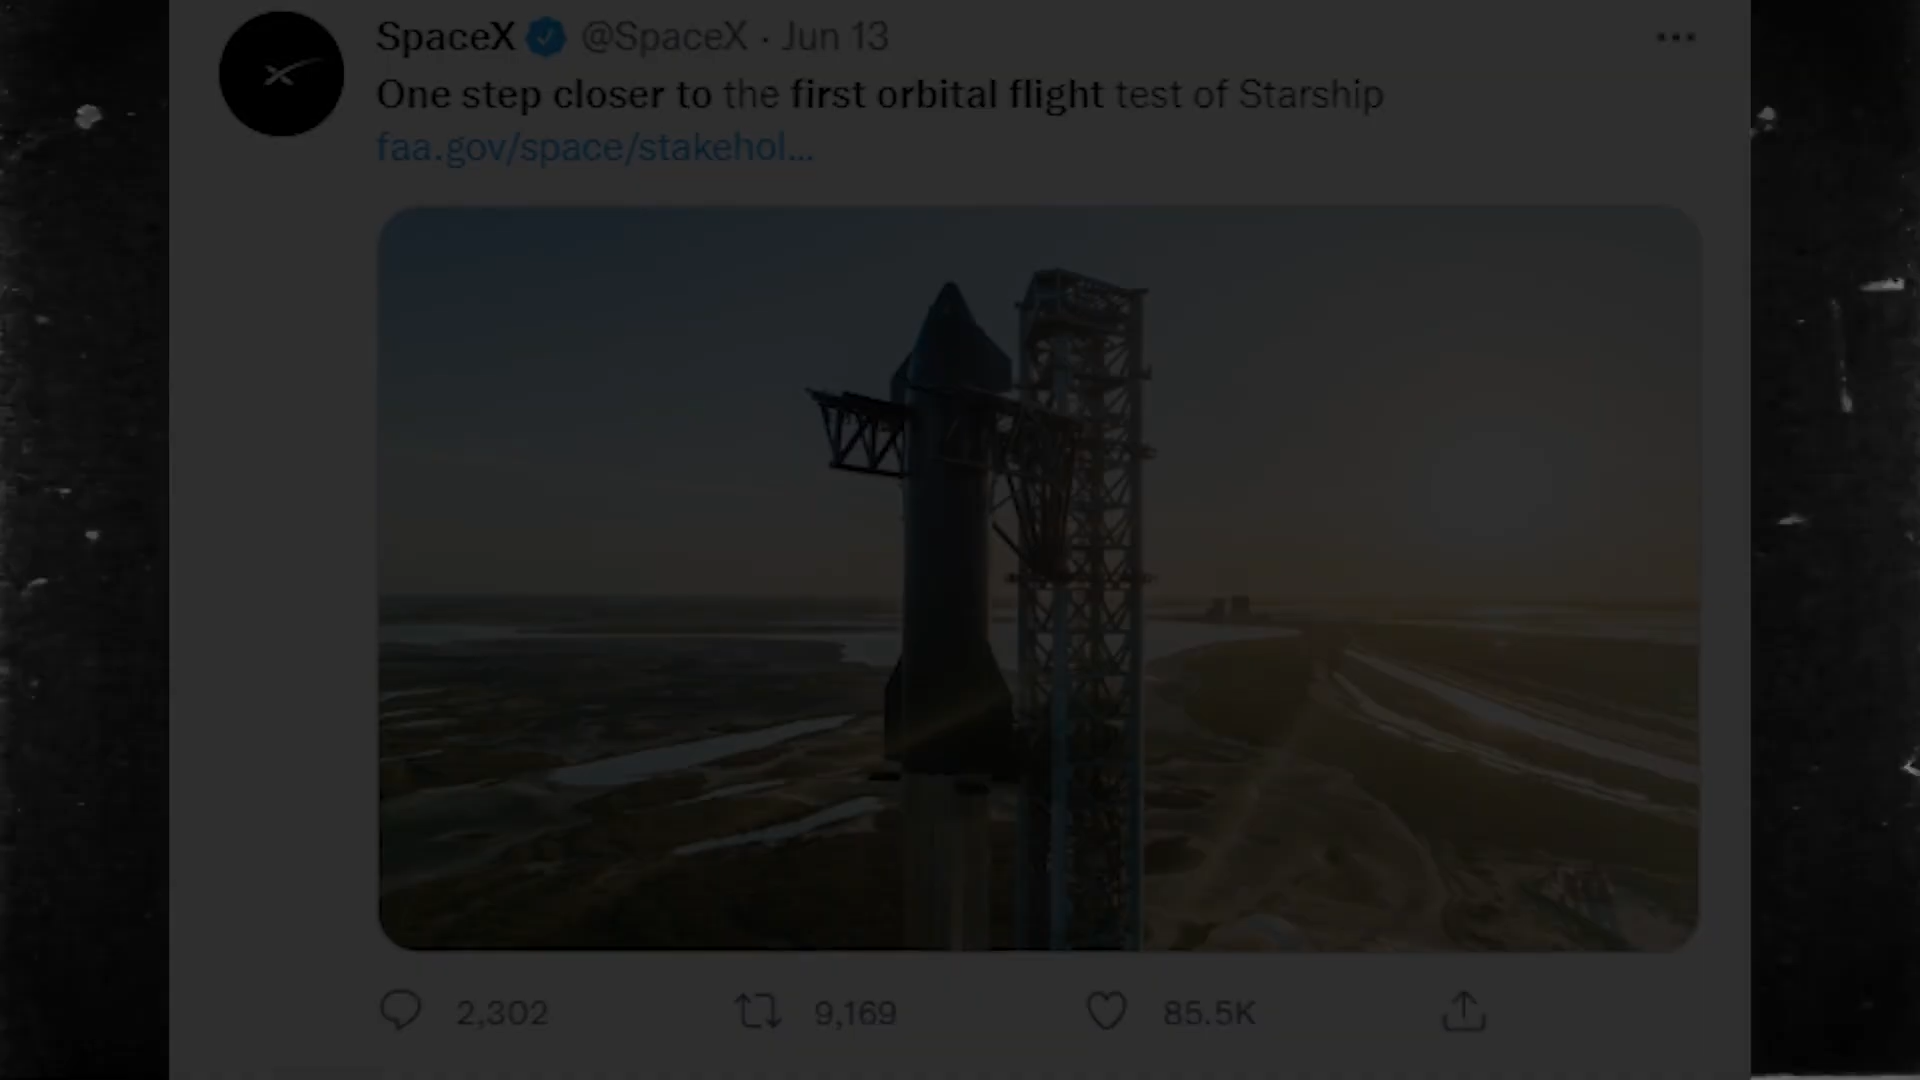 SpaceX @SpaceX · Jun 13
One step closer to the first orbital flight test of Starship
faa.gov/space/stakehol...
2,302 9,169 85.5K